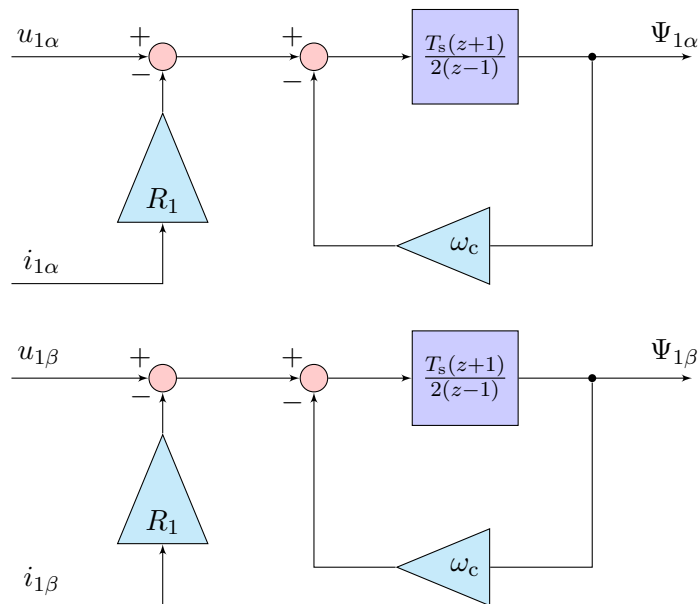 u1α + + Ts(z+1) Ψ1α
− − 2(z−1)
R1
ωc
i1α
u1β + + Ts(z+1) Ψ1β
− − 2(z−1)
R1
ωc
i1β